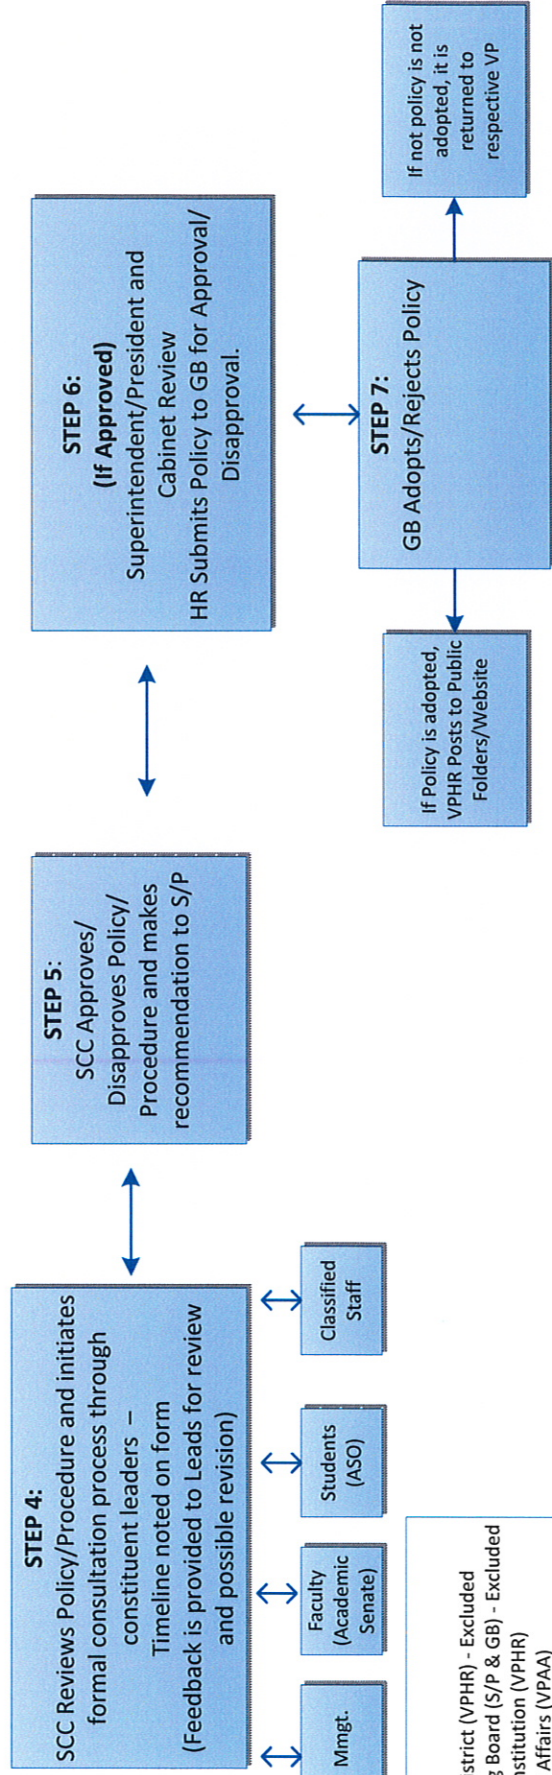 STEP 4:
SCC Reviews Policy/Procedure and initiates
formal consultation process through
constituent leaders –
Timeline noted on form
(Feedback is provided to Leads for review
and possible revision)
Mmgt.
Faculty
(Academic
Senate)
Students
(ASO)
Classified
Staff
STEP 5:
SCC Approves/
Disapproves Policy/
Procedure and makes
recommendation to S/P
STEP 6:
(If Approved)
Superintendent/President and
Cabinet Review
HR Submits Policy to GB for Approval/
Disapproval.
If Policy is adopted,
VPHR Posts to Public
Folders/Website
STEP 7:
GB Adopts/Rejects Policy
If not policy is not
adopted, it is
returned to
respective VP
(VPHR) - Excluded
Board (S/P & GB) - Excluded
(VPHR)
Affairs (VPAA)